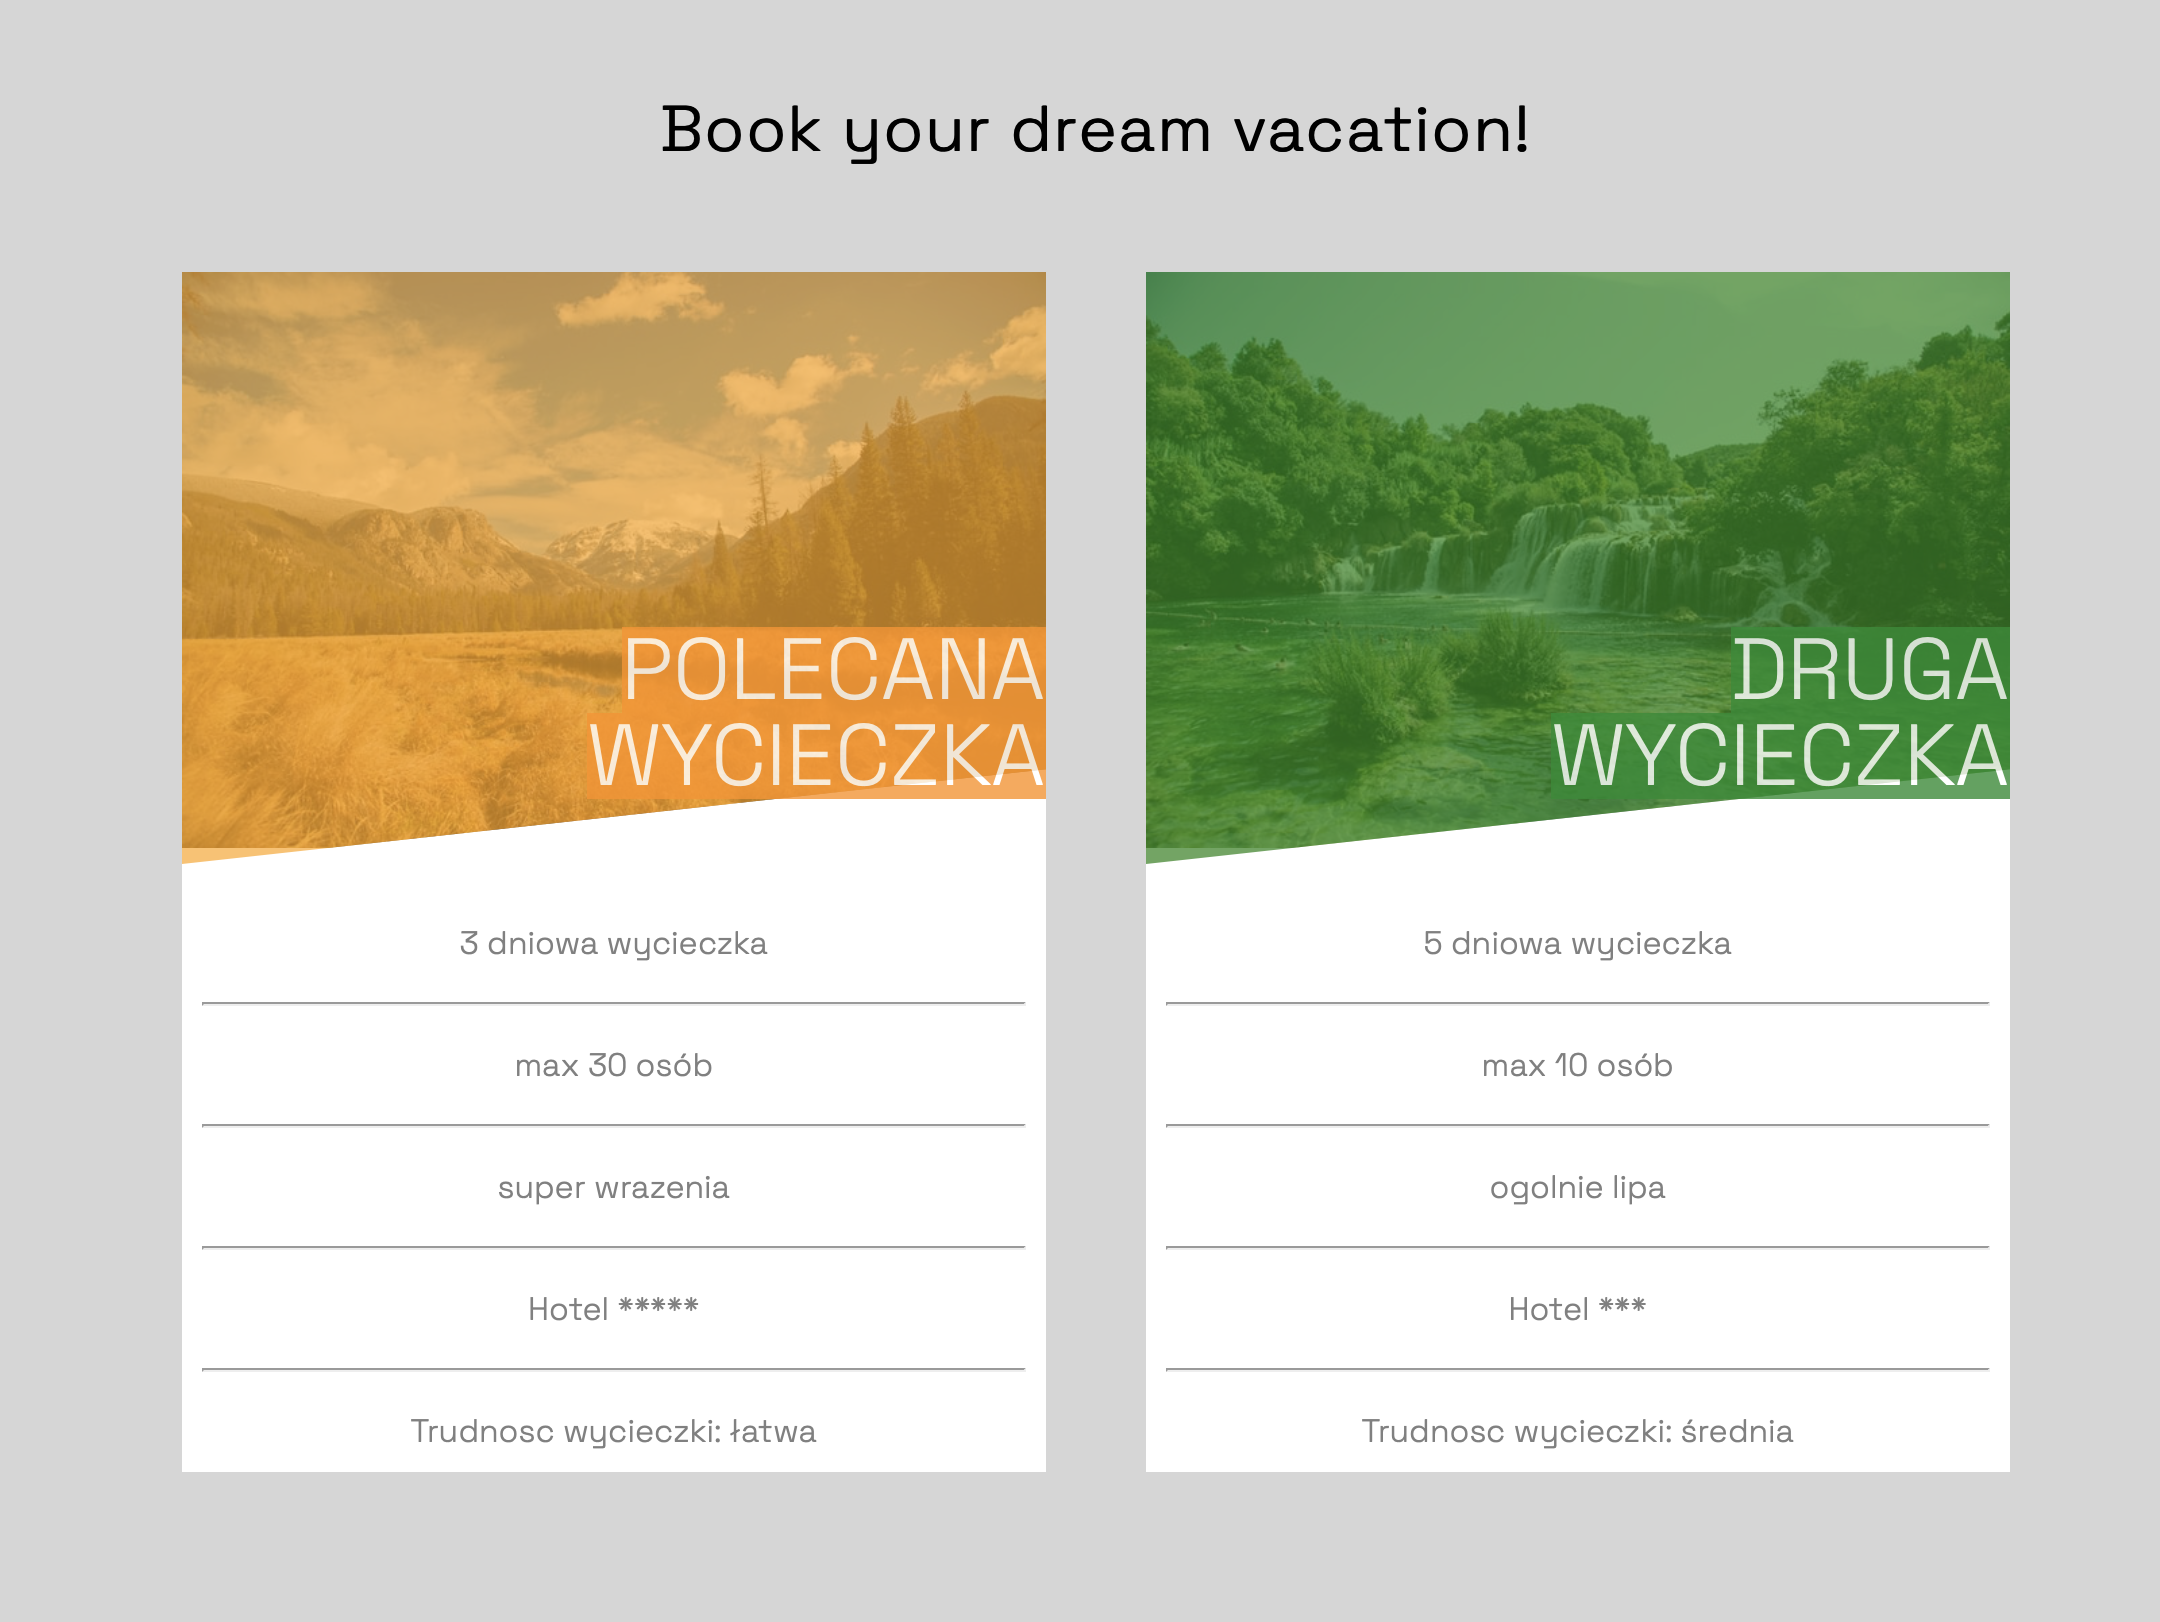 Book your dream vacation!
POLECANA
WYCIECZKA
3 dniowa wycieczka
max 30 osób
super wrazenia
Hotel *****
Trudnosc wycieczki: łatwa
DRUGA
WYCIECZKA
5 dniowa wycieczka
max 10 osób
ogolnie lipa
Hotel ***
Trudnosc wycieczki: średnia